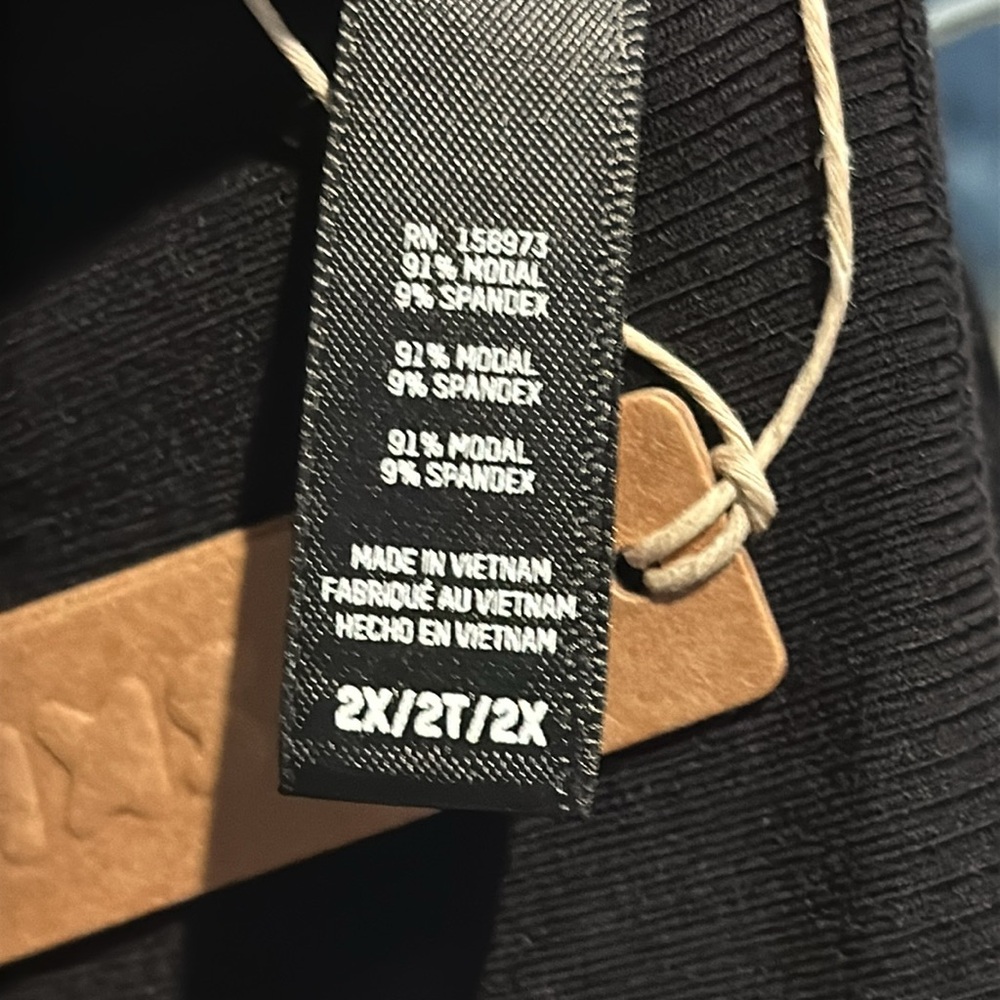 RN 158973
91% MODAL
9% SPANDEX
91% MODAL
9% SPANDEX
91% MODAL
9% SPANDEX
MADE IN VIETNAM
FABRIQUÉ AU VIETNAM
HECHO EN VIETNAM
2X/2T/2X